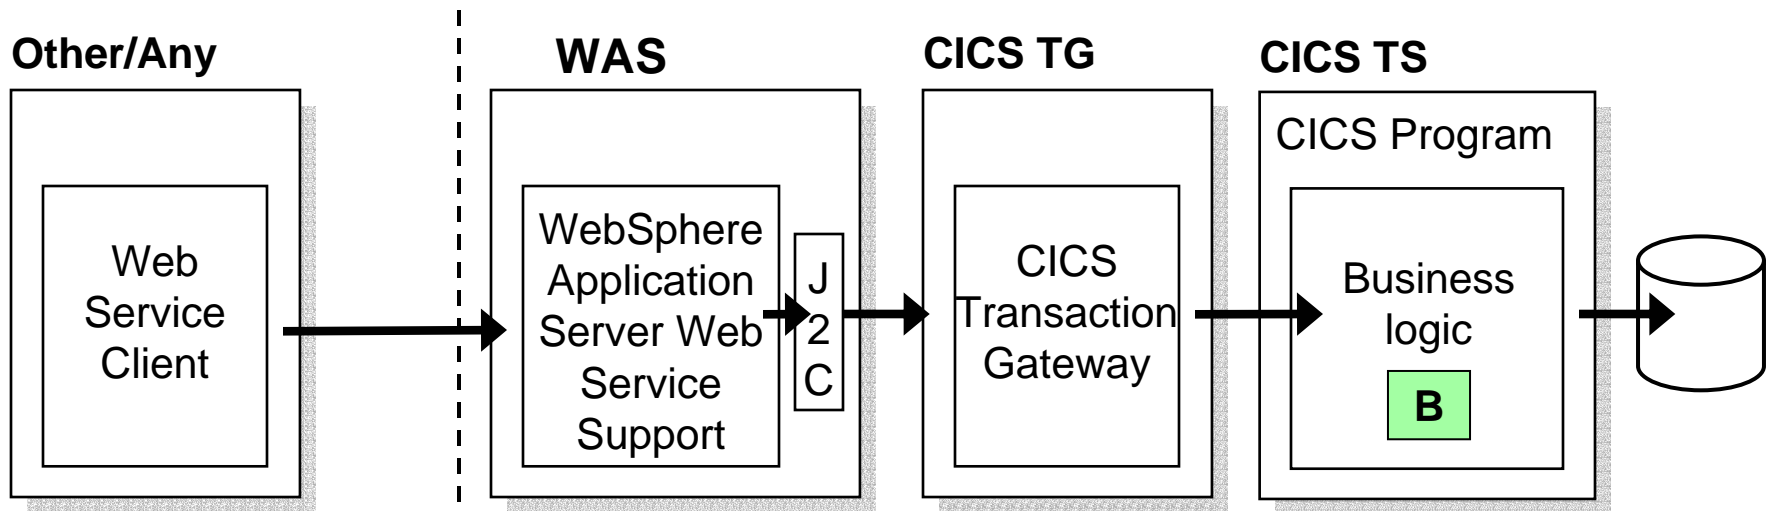 Other/Any
WAS
CICS TG
CICS TS
Web
Service
Client
WebSphere
Application
Server Web
Service
Support
J
2
C
CICS
Transaction
Gateway
CICS Program
Business
logic
B